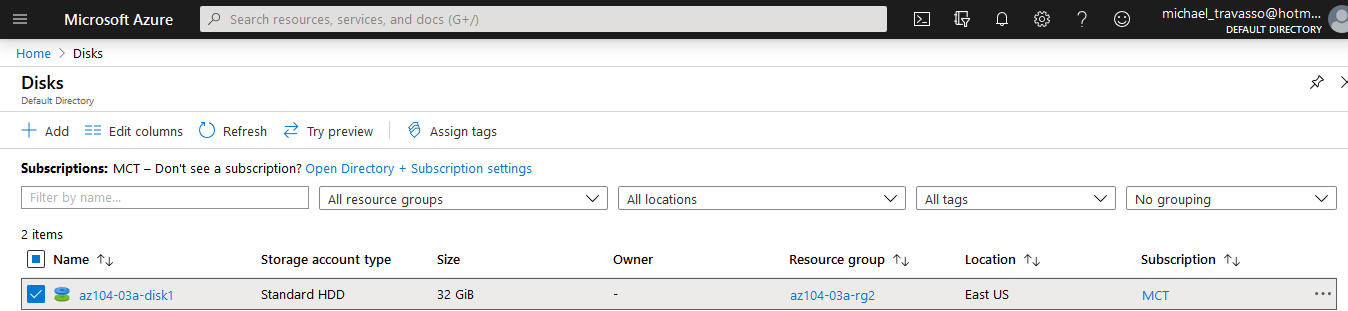 Microsoft Azure
Search resources, services, and docs (G+/)
michael_travasso@hotm...
DEFAULT DIRECTORY
Home > Disks
Disks
Default Directory
Add Edit columns Refresh Try preview Assign tags
Subscriptions: MCT – Don't see a subscription? Open Directory + Subscription settings
Filter by name... All resource groups All locations All tags No grouping
2 items
Name Storage account type Size Owner Resource group Location Subscription
az104-03a-disk1 Standard HDD 32 GiB - az104-03a-rg2 East US MCT ...